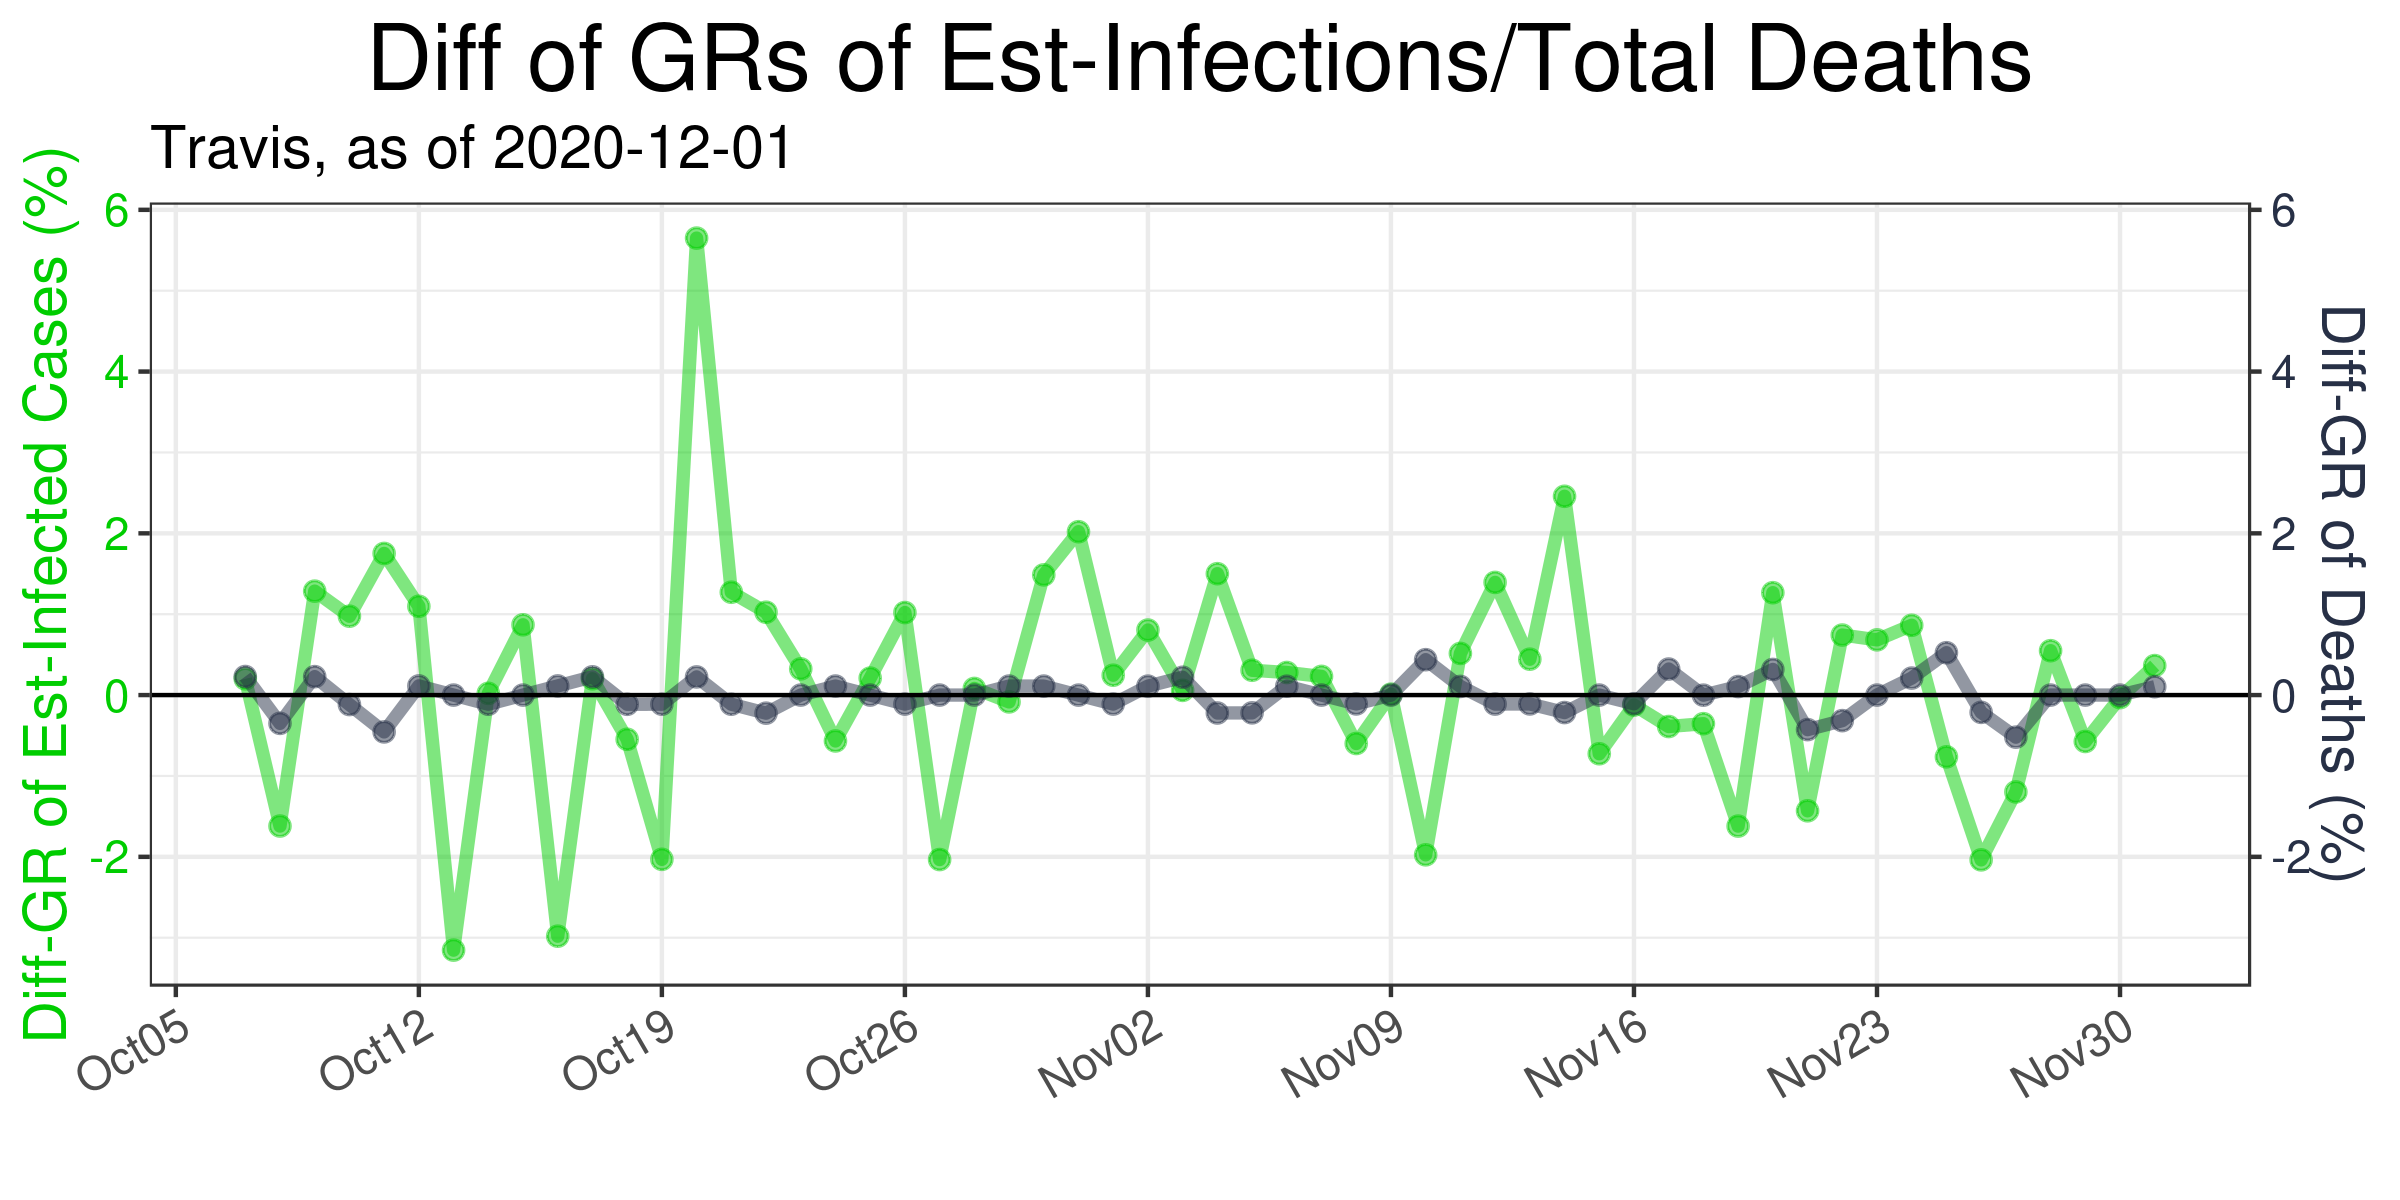 Diff of GRs of Est-Infections/Total Deaths
Travis, as of 2020-12-01
Diff-GR of Est-Infected Cases (%)
6
4
2
0
-2
6
4
2
0
-2
Diff-GR of Deaths (%)
Oct05
Oct12
Oct19
Oct26
Nov02
Nov09
Nov16
Nov23
Nov30